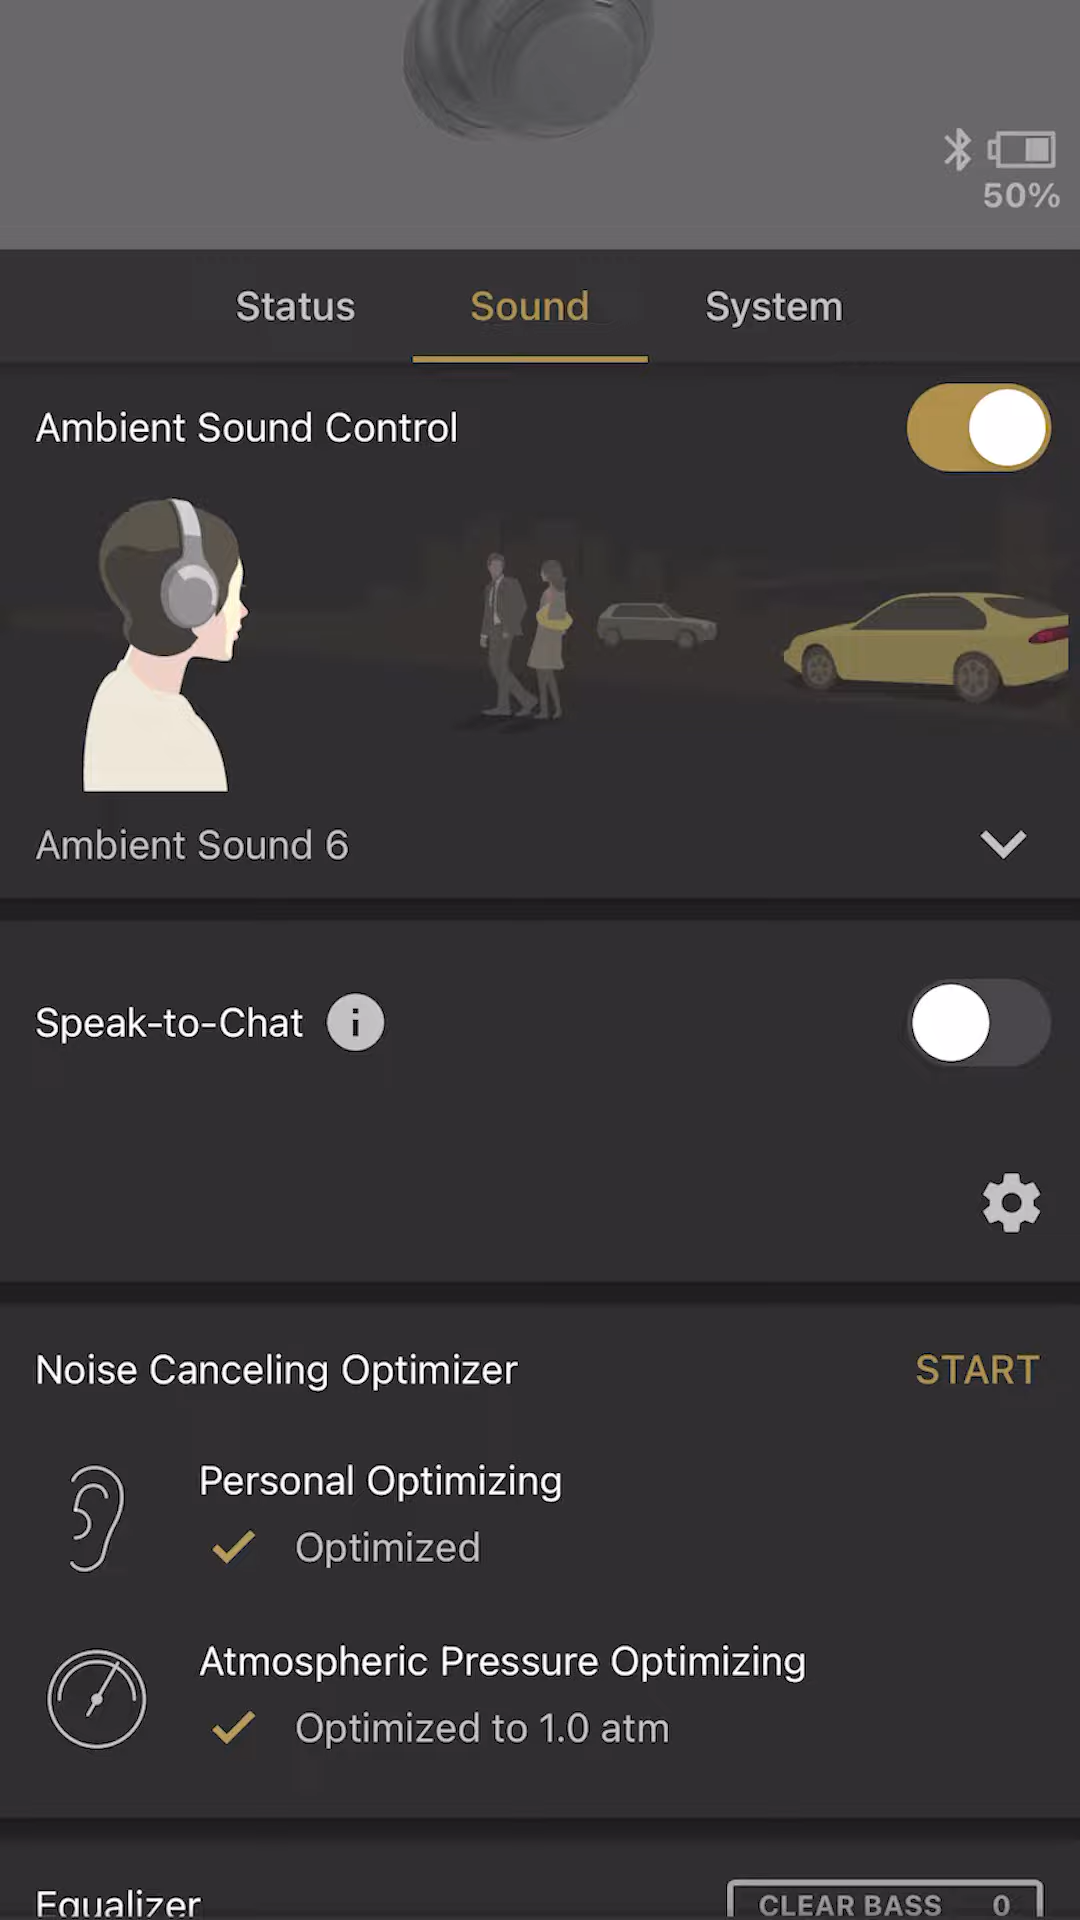 50%
Status Sound System
Ambient Sound Control
Ambient Sound 6
Speak-to-Chat i
Noise Canceling Optimizer START
Personal Optimizing
Optimized
Atmospheric Pressure Optimizing
Optimized to 1.0 atm
Equalizer CLEAR BASS 0